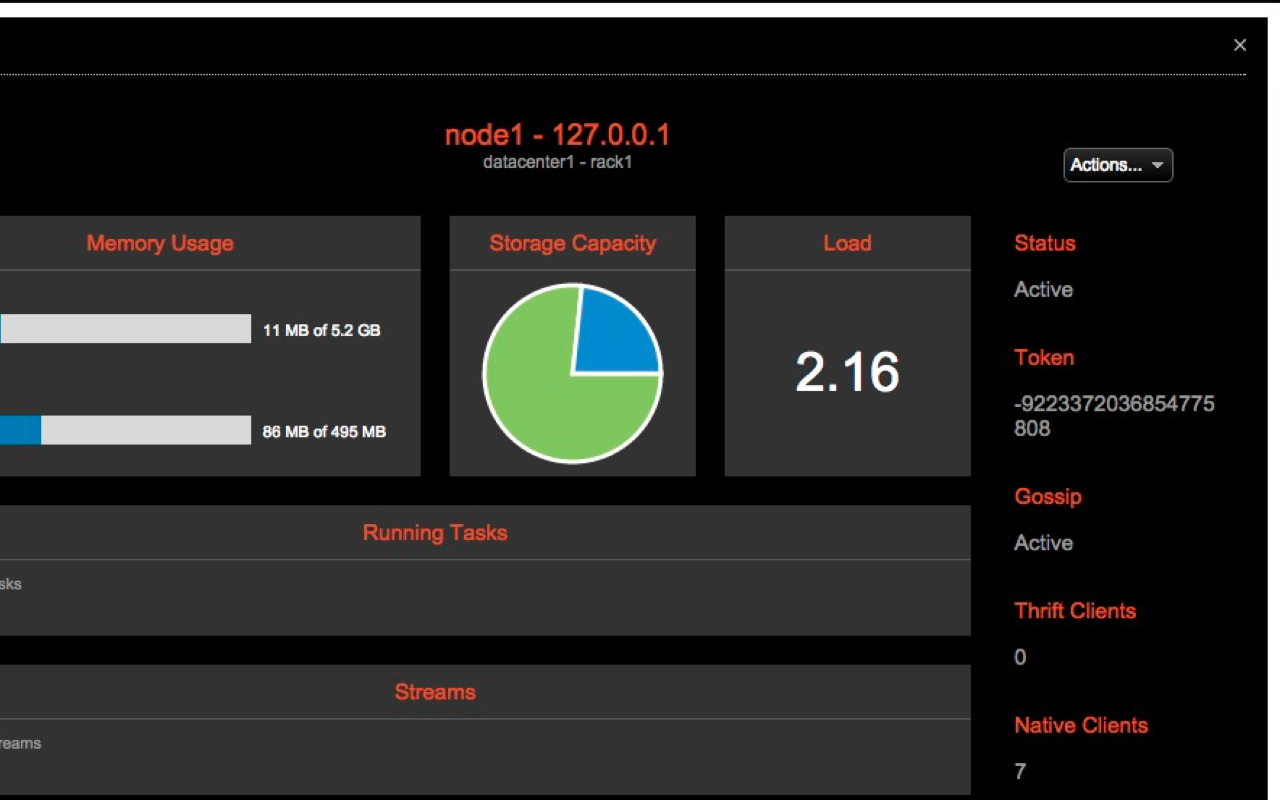 node1 - 127.0.0.1
datacenter1 - rack1
Actions...
Memory Usage
11 MB of 5.2 GB
86 MB of 495 MB
Storage Capacity
Load
2.16
Running Tasks
sks
Streams
reams
Status
Active
Token
-9223372036854775
808
Gossip
Active
Thrift Clients
0
Native Clients
7